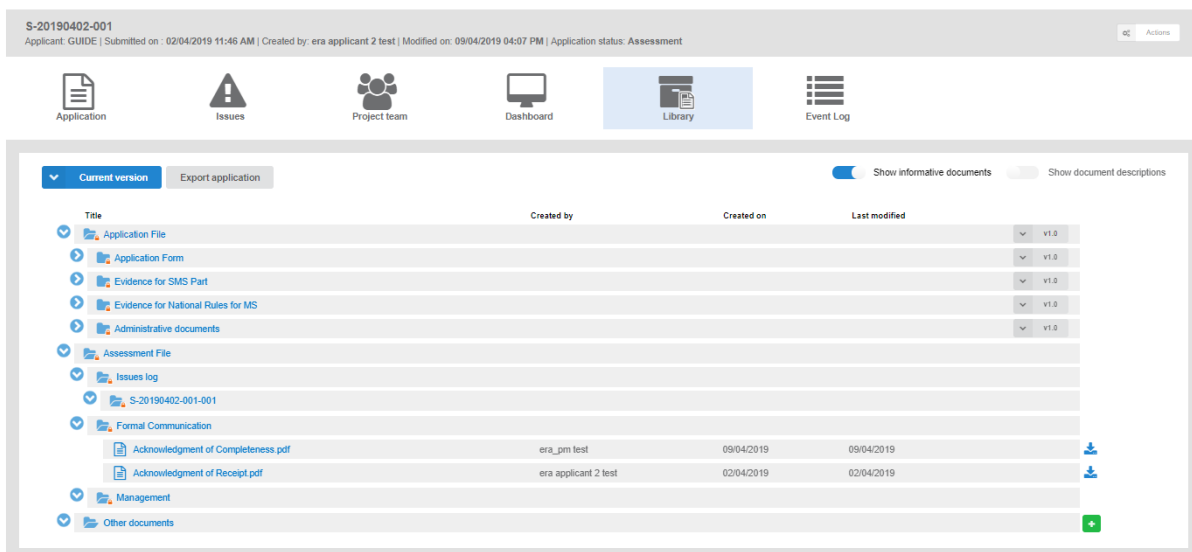 S-20190402-001
Applicant: GUIDE | Submitted on : 02/04/2019 11:46 AM | Created by: era applicant 2 test | Modified on: 09/04/2019 04:07 PM | Application status: Assessment
Actions
Application Issues Project team Dashboard Library Event Log
Current version Export application Show informative documents Show document descriptions
Title Created by Created on Last modified
Application File v1.0
Application Form v1.0
Evidence for SMS Part v1.0
Evidence for National Rules for MS v1.0
Administrative documents v1.0
Assessment File
Issues log
S-20190402-001-001
Formal Communication
Acknowledgment of Completeness.pdf era_pm test 09/04/2019 09/04/2019
Acknowledgment of Receipt.pdf era applicant 2 test 02/04/2019 02/04/2019
Management
Other documents